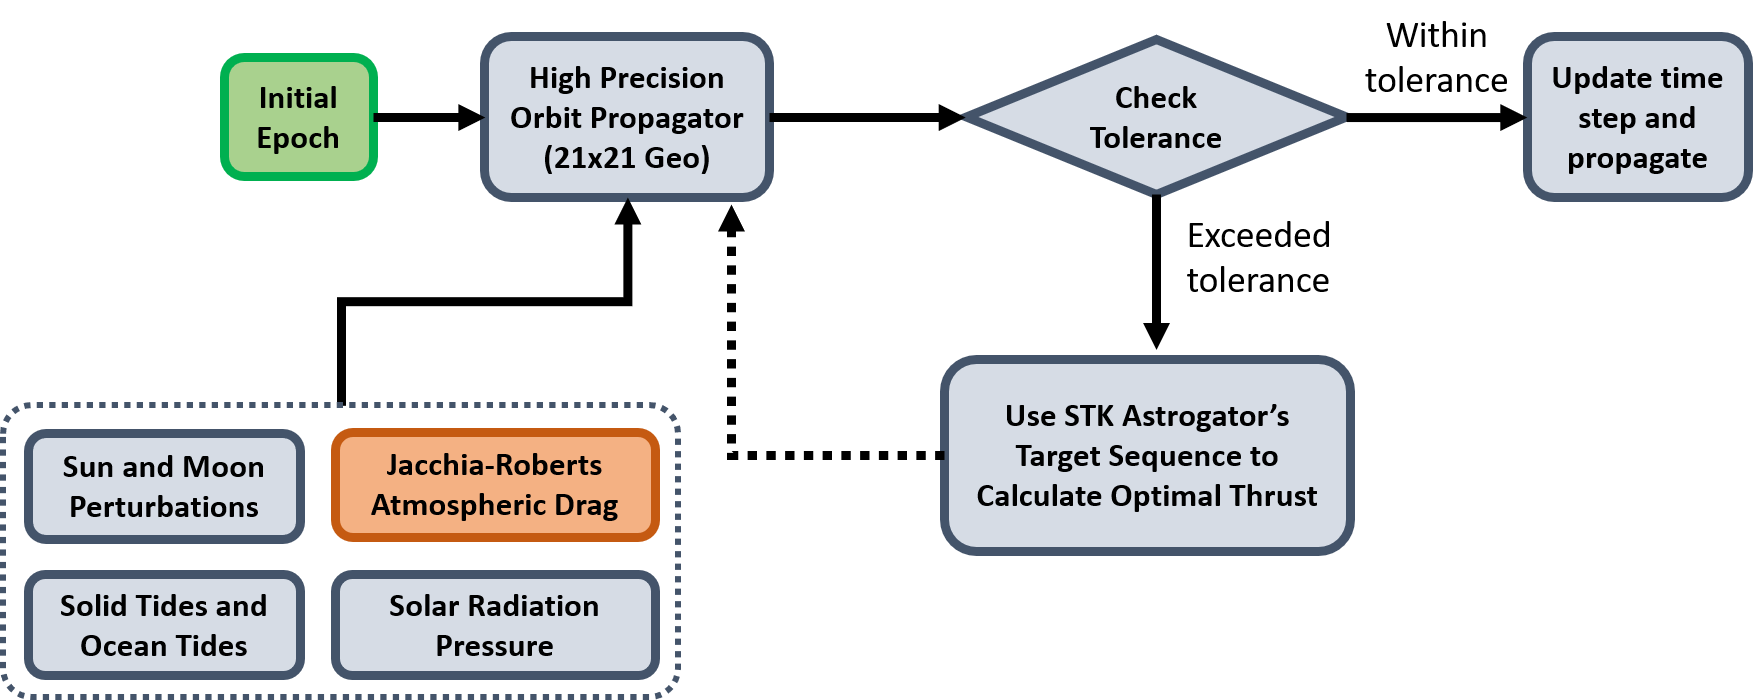 Initial
Epoch
High Precision
Orbit Propagator
(21x21 Geo)
Check
Tolerance
Within
tolerance
Update time
step and
propagate
Exceeded
tolerance
Use STK Astrogator's
Target Sequence to
Calculate Optimal Thrust
Sun and Moon
Perturbations
Jacchia-Roberts
Atmospheric Drag
Solid Tides and
Ocean Tides
Solar Radiation
Pressure